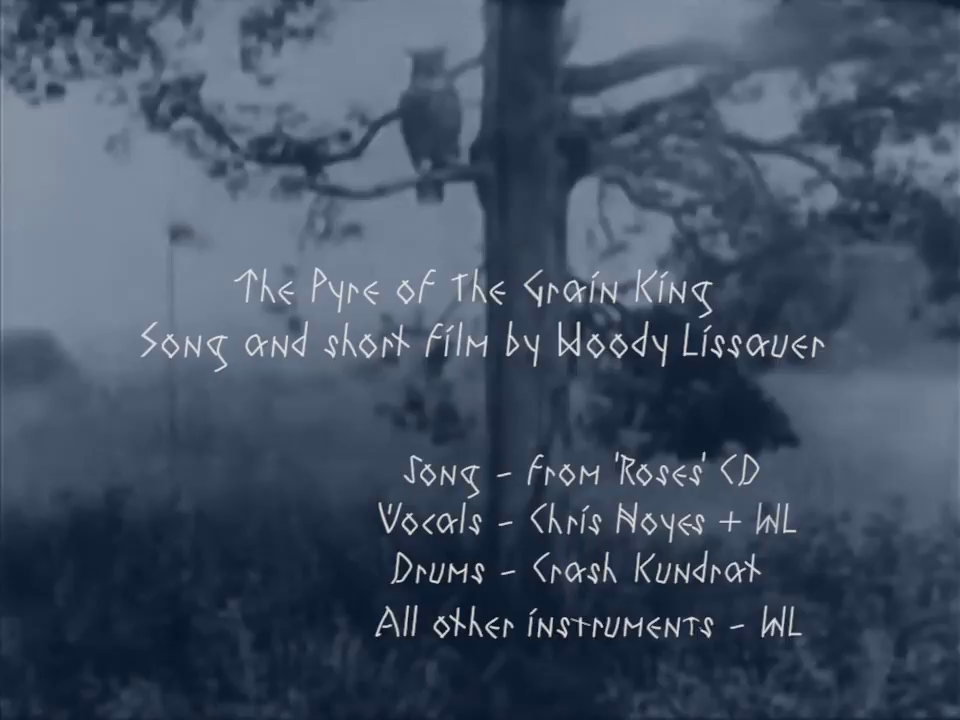 The Pyre of the Grain King
Song and short film by Woody Lissauer
Song - from 'Roses' CD
Vocals - Chris Noyes + WL
Drums - Crash Kundrat
All other instruments - WL